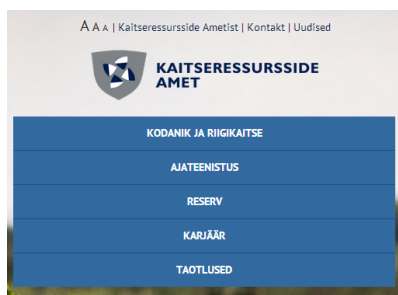 A A A | Kaitseressursside Ametist | Kontakt | Uudised
KAITSERESSURSSIDE
AMET
KODANIK JA RIIGIKAITSE
AJATEENISTUS
RESERV
KARJÄÄR
TAOTLUSED